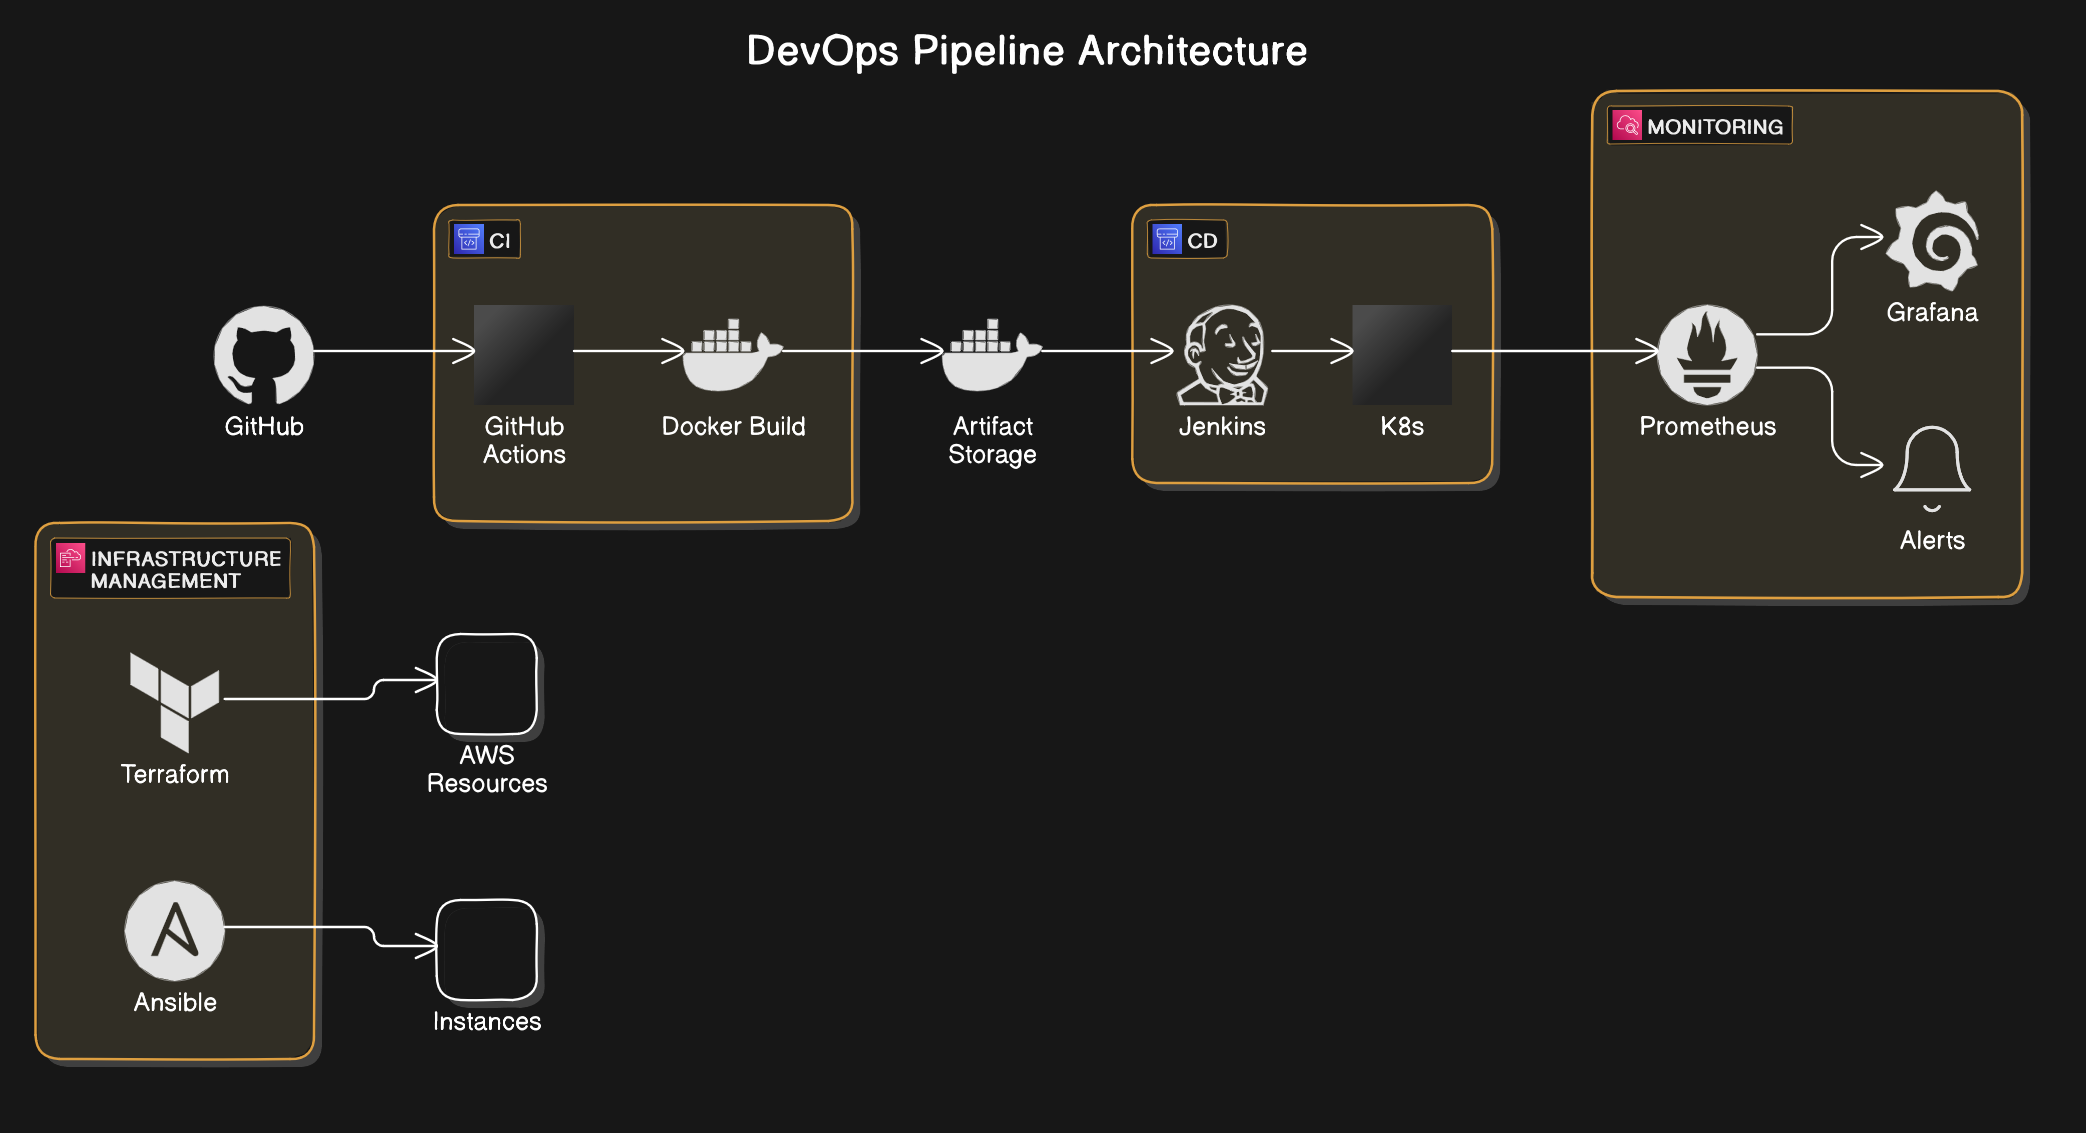 DevOps Pipeline Architecture
MONITORING
CI
CD
Grafana
GitHub
GitHub
Actions
Docker Build
Artifact
Storage
Jenkins
K8s
Prometheus
Alerts
INFRASTRUCTURE
MANAGEMENT
Terraform
AWS
Resources
Ansible
Instances